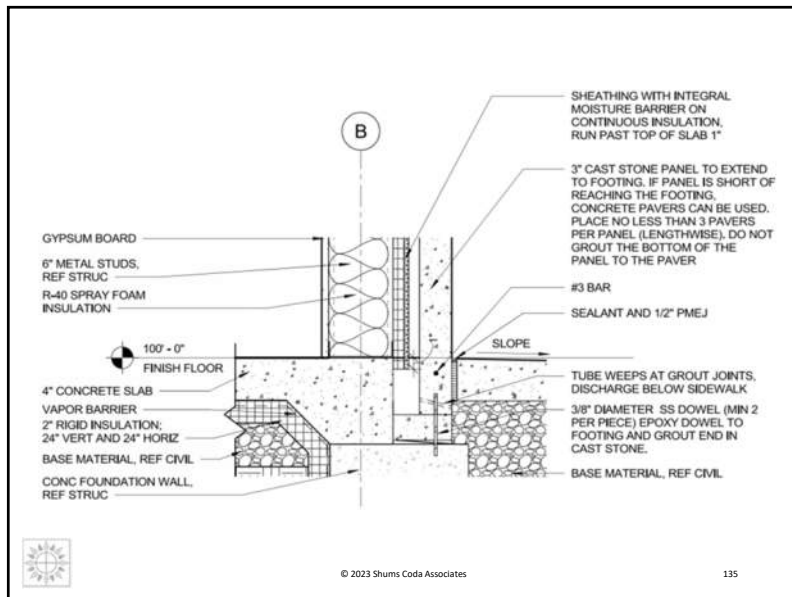 B
GYPSUM BOARD
6" METAL STUDS,
REF STRUC
R-40 SPRAY FOAM
INSULATION
100' - 0"
FINISH FLOOR
4" CONCRETE SLAB
VAPOR BARRIER
2" RIGID INSULATION;
24" VERT AND 24" HORIZ
BASE MATERIAL, REF CIVIL
CONC FOUNDATION WALL,
REF STRUC
SHEATHING WITH INTEGRAL
MOISTURE BARRIER ON
CONTINUOUS INSULATION,
RUN PAST TOP OF SLAB 1"
3" CAST STONE PANEL TO EXTEND
TO FOOTING. IF PANEL IS SHORT OF
REACHING THE FOOTING,
CONCRETE PAVERS CAN BE USED.
PLACE NO LESS THAN 3 PAVERS
PER PANEL (LENGTHWISE). DO NOT
GROUT THE BOTTOM OF THE
PANEL TO THE PAVER
#3 BAR
SEALANT AND 1/2" PMEJ
SLOPE
TUBE WEEPS AT GROUT JOINTS,
DISCHARGE BELOW SIDEWALK
3/8" DIAMETER SS DOWEL (MIN 2
PER PIECE) EPOXY DOWEL TO
FOOTING AND GROUT END IN
CAST STONE.
BASE MATERIAL, REF CIVIL
© 2023 Shums Coda Associates
135